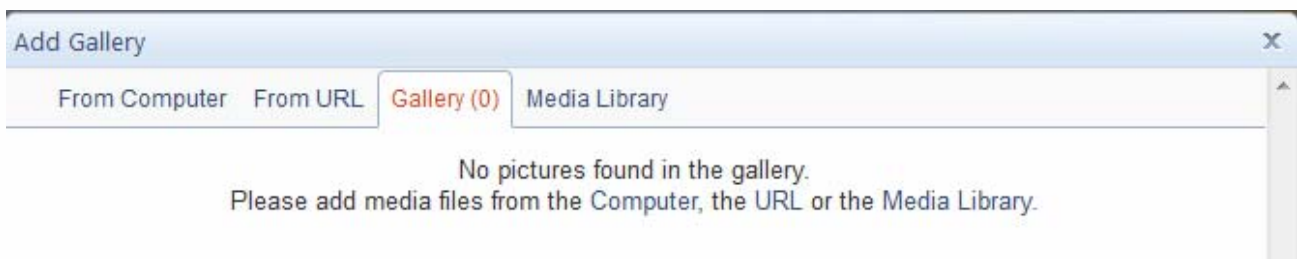 Add Gallery x
From Computer From URL Gallery (0) Media Library
No pictures found in the gallery.
Please add media files from the Computer, the URL or the Media Library.